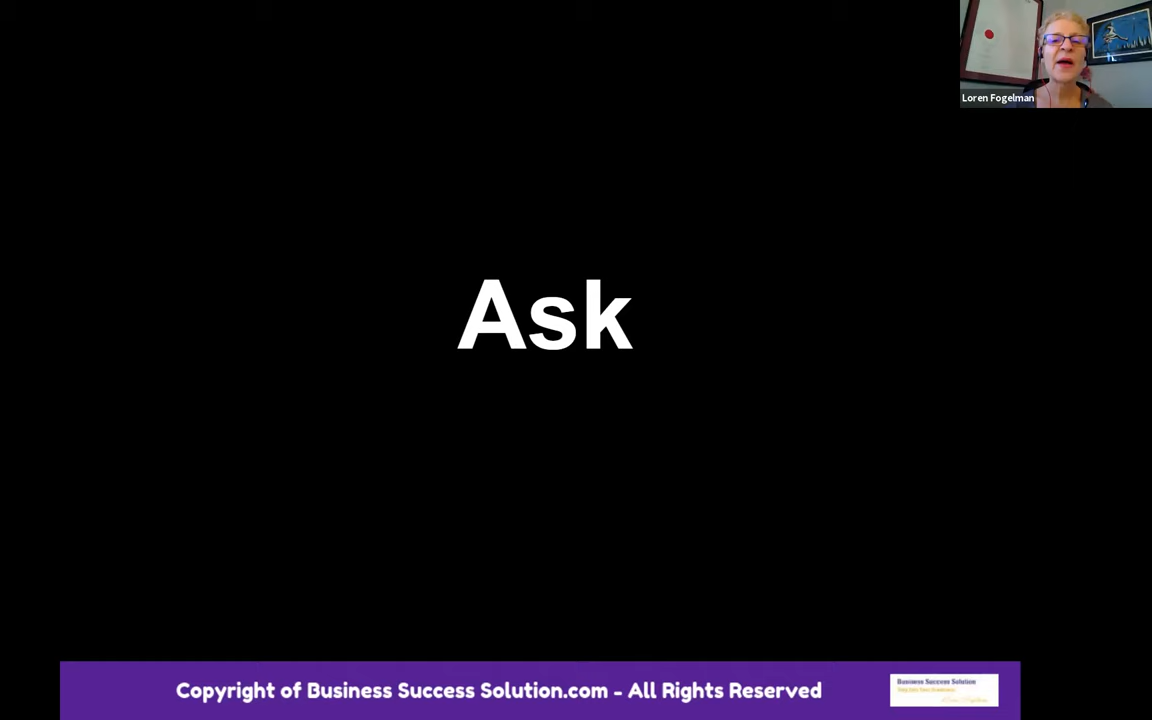 Loren Fogelman
Ask
Copyright of Business Success Solution.com - All Rights Reserved
Business Success Solution